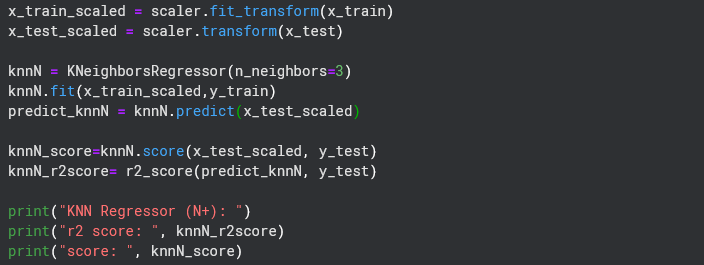 x_train_scaled = scaler.fit_transform(x_train)
x_test_scaled = scaler.transform(x_test)
knnN = KNeighborsRegressor(n_neighbors=3)
knnN.fit(x_train_scaled,y_train)
predict_knnN = knnN.predict(x_test_scaled)
knnN_score=knnN.score(x_test_scaled, y_test)
knnN_r2score= r2_score(predict_knnN, y_test)
print("KNN Regressor (N+): ")
print("r2 score: ", knnN_r2score)
print("score: ", knnN_score)